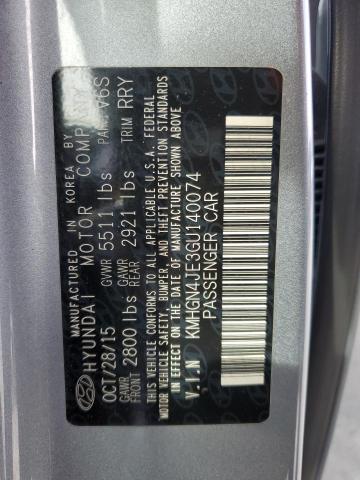 MANUFACTURED IN KOREA BY
HYUNDAI MOTOR COMPANY
OCT/28/15 GVWR 5511 lbs PAINT V6S
GAWR FRONT 2800 lbs GAWR REAR 2921 lbs TRIM RRY
THIS VEHICLE CONFORMS TO ALL APPLICABLE U.S.A. FEDERAL
MOTOR VEHICLE SAFETY, BUMPER, AND THEFT PREVENTION STANDARDS
IN EFFECT ON THE DATE OF MANUFACTURE SHOWN ABOVE.
V.I.N KMHGN4JE3GU140074
PASSENGER CAR